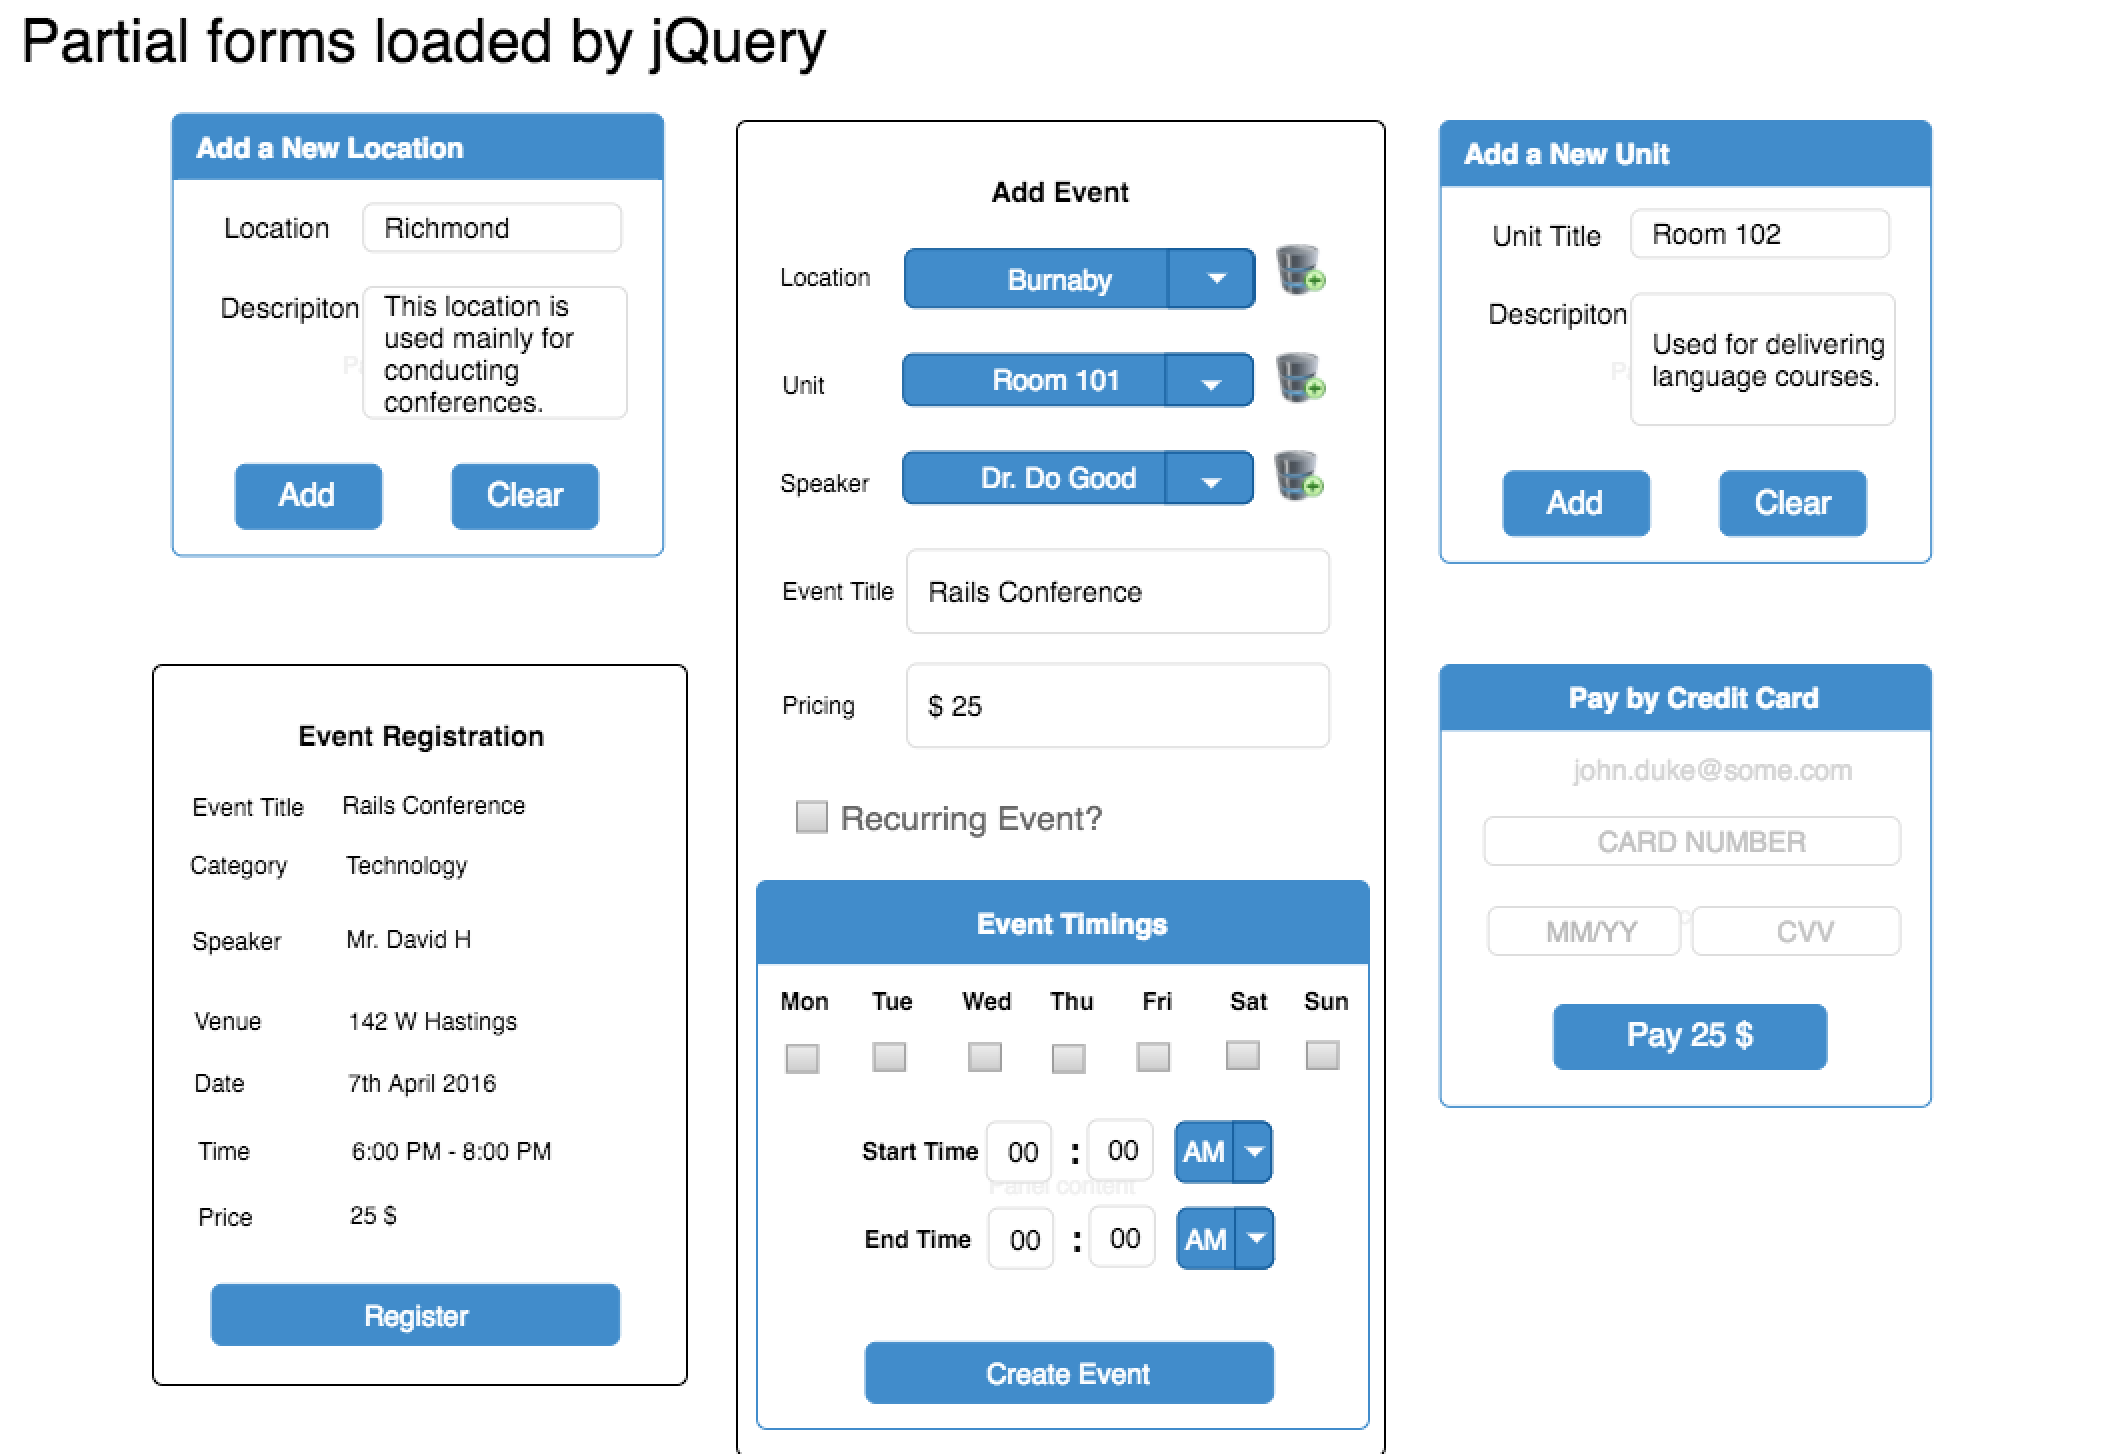 Partial forms loaded by jQuery
Add a New Location
Location
Richmond
Descripiton
This location is
used mainly for
conducting
conferences.
Add
Clear
Add Event
Location
Burnaby
Unit
Room 101
Speaker
Dr. Do Good
Event Title
Rails Conference
Pricing
$ 25
Recurring Event?
Event Timings
Mon Tue Wed Thu Fri Sat Sun
Start Time 00 : 00 AM
Panel content
End Time 00 : 00 AM
Create Event
Add a New Unit
Unit Title
Room 102
Descripiton
Used for delivering
language courses.
Add
Clear
Event Registration
Event Title Rails Conference
Category Technology
Speaker Mr. David H
Venue 142 W Hastings
Date 7th April 2016
Time 6:00 PM - 8:00 PM
Price 25 $
Register
Pay by Credit Card
john.duke@some.com
CARD NUMBER
MM/YY
CVV
Pay 25 $